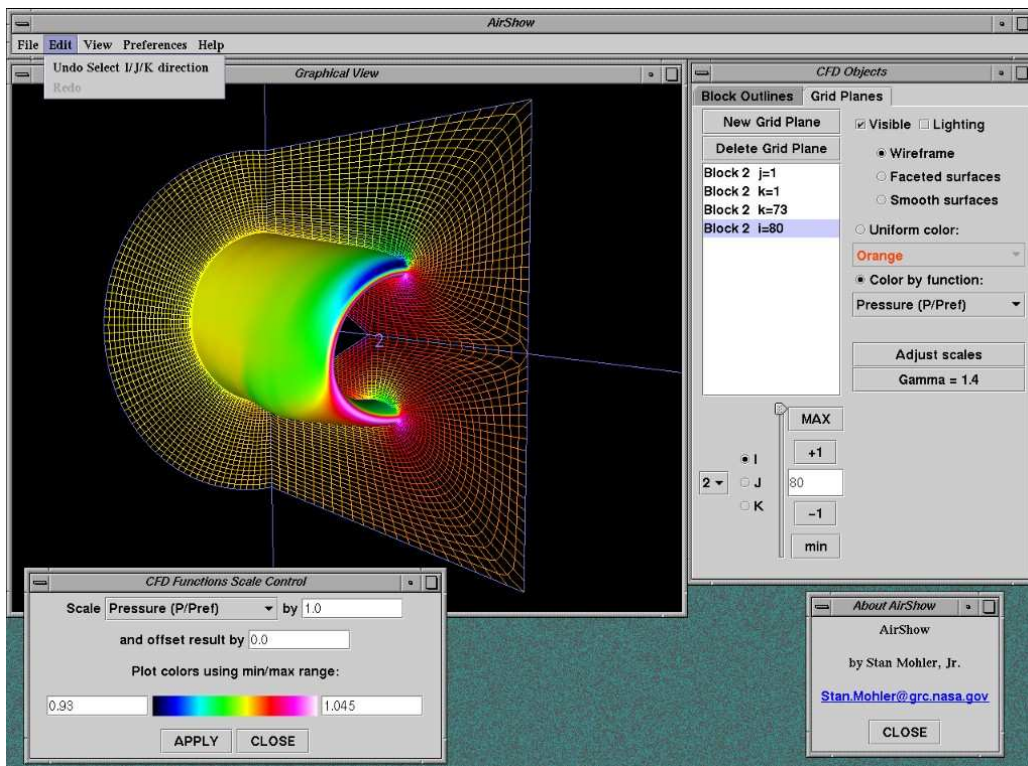 AirShow
File Edit View Preferences Help
Undo Select I/J/K direction
Redo
Graphical View
2
CFD Objects
Block Outlines Grid Planes
New Grid Plane
Delete Grid Plane
Block 2 j=1
Block 2 k=1
Block 2 k=73
Block 2 i=80
Visible Lighting
Wireframe
Faceted surfaces
Smooth surfaces
Uniform color:
Orange
Color by function:
Pressure (P/Pref)
Adjust scales
Gamma = 1.4
2
I
J
K
MAX
+1
80
-1
min
CFD Functions Scale Control
Scale Pressure (P/Pref) by 1.0
and offset result by 0.0
Plot colors using min/max range:
0.93 1.045
APPLY CLOSE
About AirShow
AirShow
by Stan Mohler, Jr.
Stan.Mohler@grc.nasa.gov
CLOSE